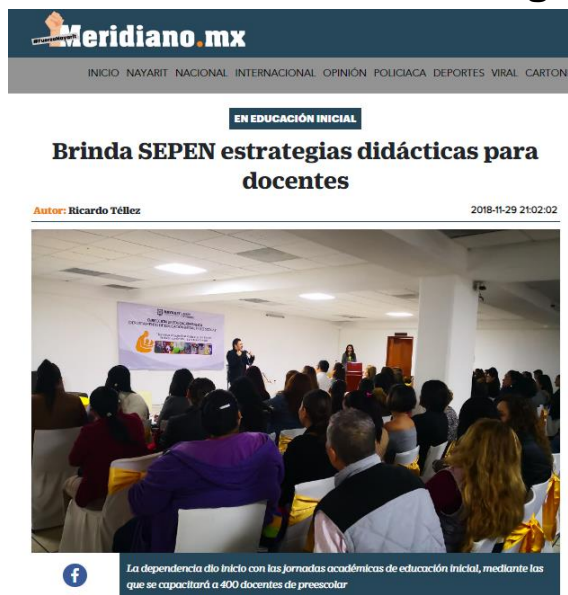 #FuerzaNayarit
Meridiano.mx
INICIO NAYARIT NACIONAL INTERNACIONAL OPINIÓN POLICIACA DEPORTES VIRAL CARTON
EN EDUCACIÓN INICIAL
Brinda SEPEN estrategias didácticas para
docentes
Autor: Ricardo Téllez
2018-11-29 21:02:02
f
La dependencia dio inicio con las jornadas académicas de educación inicial, mediante las
que se capacitará a 400 docentes de preescolar